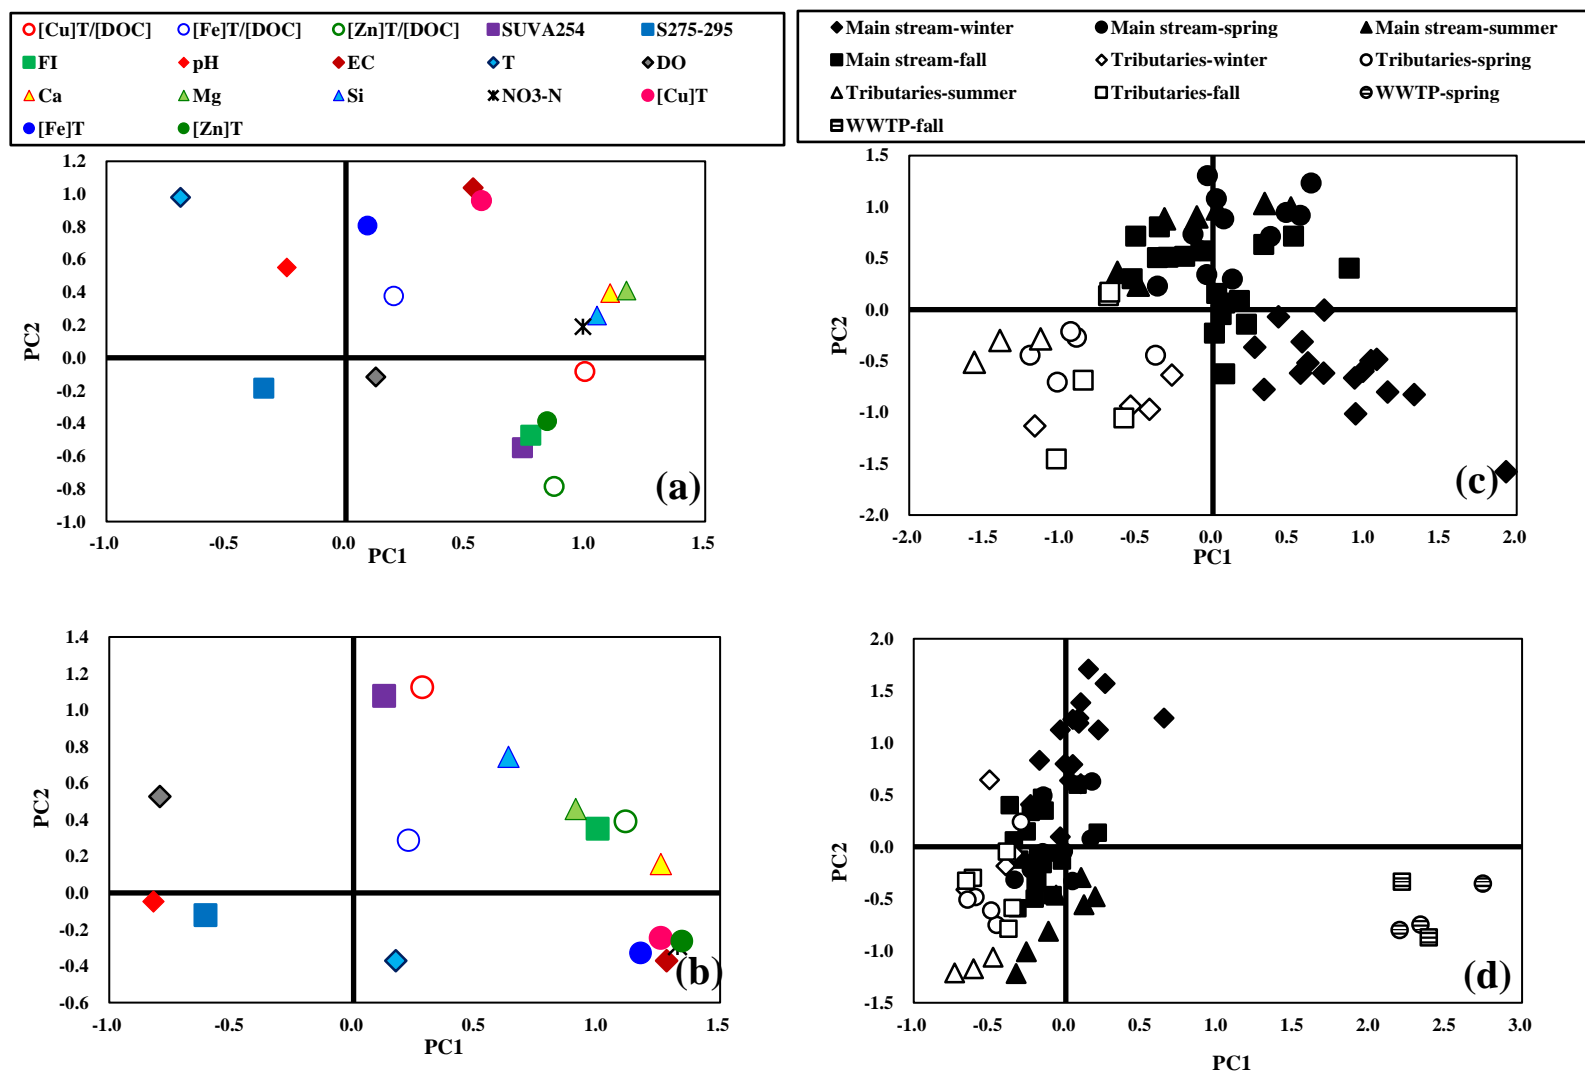 [Cu]T/[DOC] [Fe]T/[DOC] [Zn]T/[DOC] SUVA254 S275-295
FI pH EC T DO
Ca Mg Si NO3-N [Cu]T
[Fe]T [Zn]T
Main stream-winter Main stream-spring Main stream-summer
Main stream-fall Tributaries-winter Tributaries-spring
Tributaries-summer Tributaries-fall WWTP-spring
WWTP-fall
1.2
1.0
0.8
0.6
0.4
0.2
0.0
-0.2
-0.4
-0.6
-0.8
-1.0
PC2
(a)
-1.0 -0.5 0.0 0.5 1.0 1.5
PC1
1.5
1.0
0.5
0.0
-0.5
-1.0
-1.5
-2.0
PC2
(c)
-2.0 -1.5 -1.0 -0.5 0.0 0.5 1.0 2.0
PC1
1.4
1.2
1.0
0.8
0.6
0.4
0.2
0.0
-0.2
-0.4
-0.6
PC2
(b)
-1.0 -0.5 0.0 0.5 1.0 1.5
PC1
2.0
1.5
1.0
0.5
0.0
-0.5
-1.0
-1.5
PC2
(d)
-1.0 -0.5 0.0 0.5 1.0 1.5 2.0 2.5 3.0
PC1